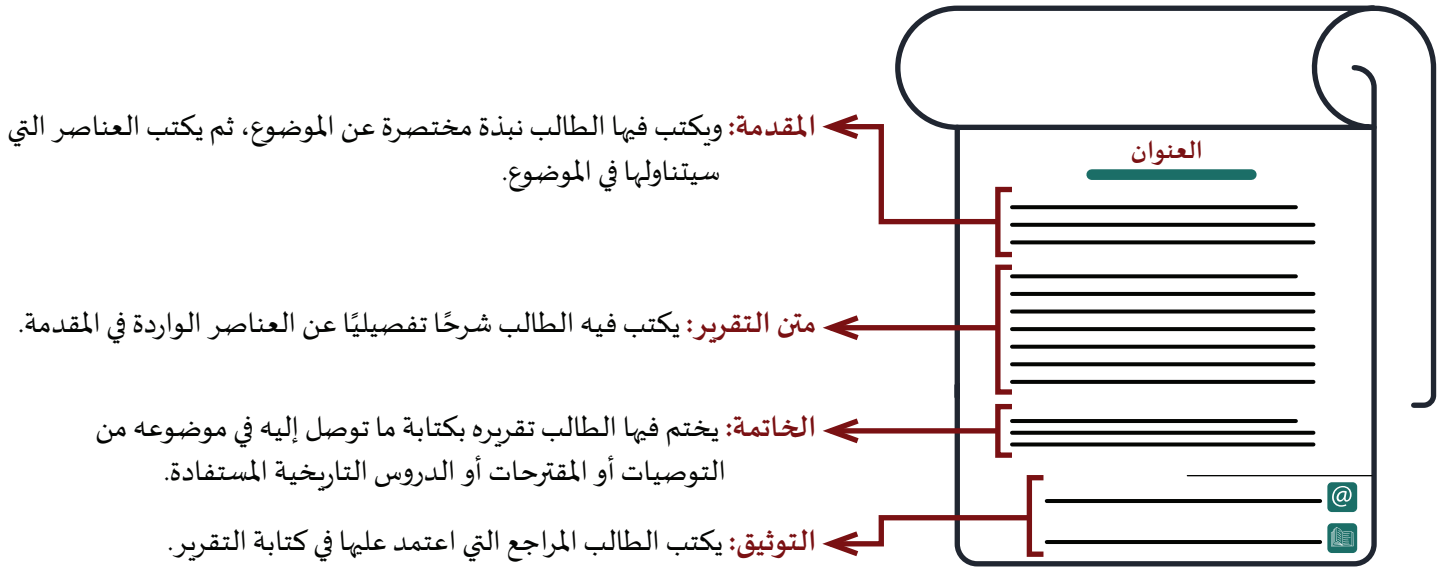 العنوان
المقدمة: ويكتب فيها الطالب نبذة مختصرة عن الموضوع، ثم يكتب العناصر التي
سيتناولها في الموضوع.
متن التقرير: يكتب فيه الطالب شرحًا تفصيليًا عن العناصر الواردة في المقدمة.
الخاتمة: يختم فيها الطالب تقريره بكتابة ما توصل إليه في موضوعه من
التوصيات أو المقترحات أو الدروس التاريخية المستفادة.
@
التوثيق: يكتب الطالب المراجع التي اعتمد عليها في كتابة التقرير.